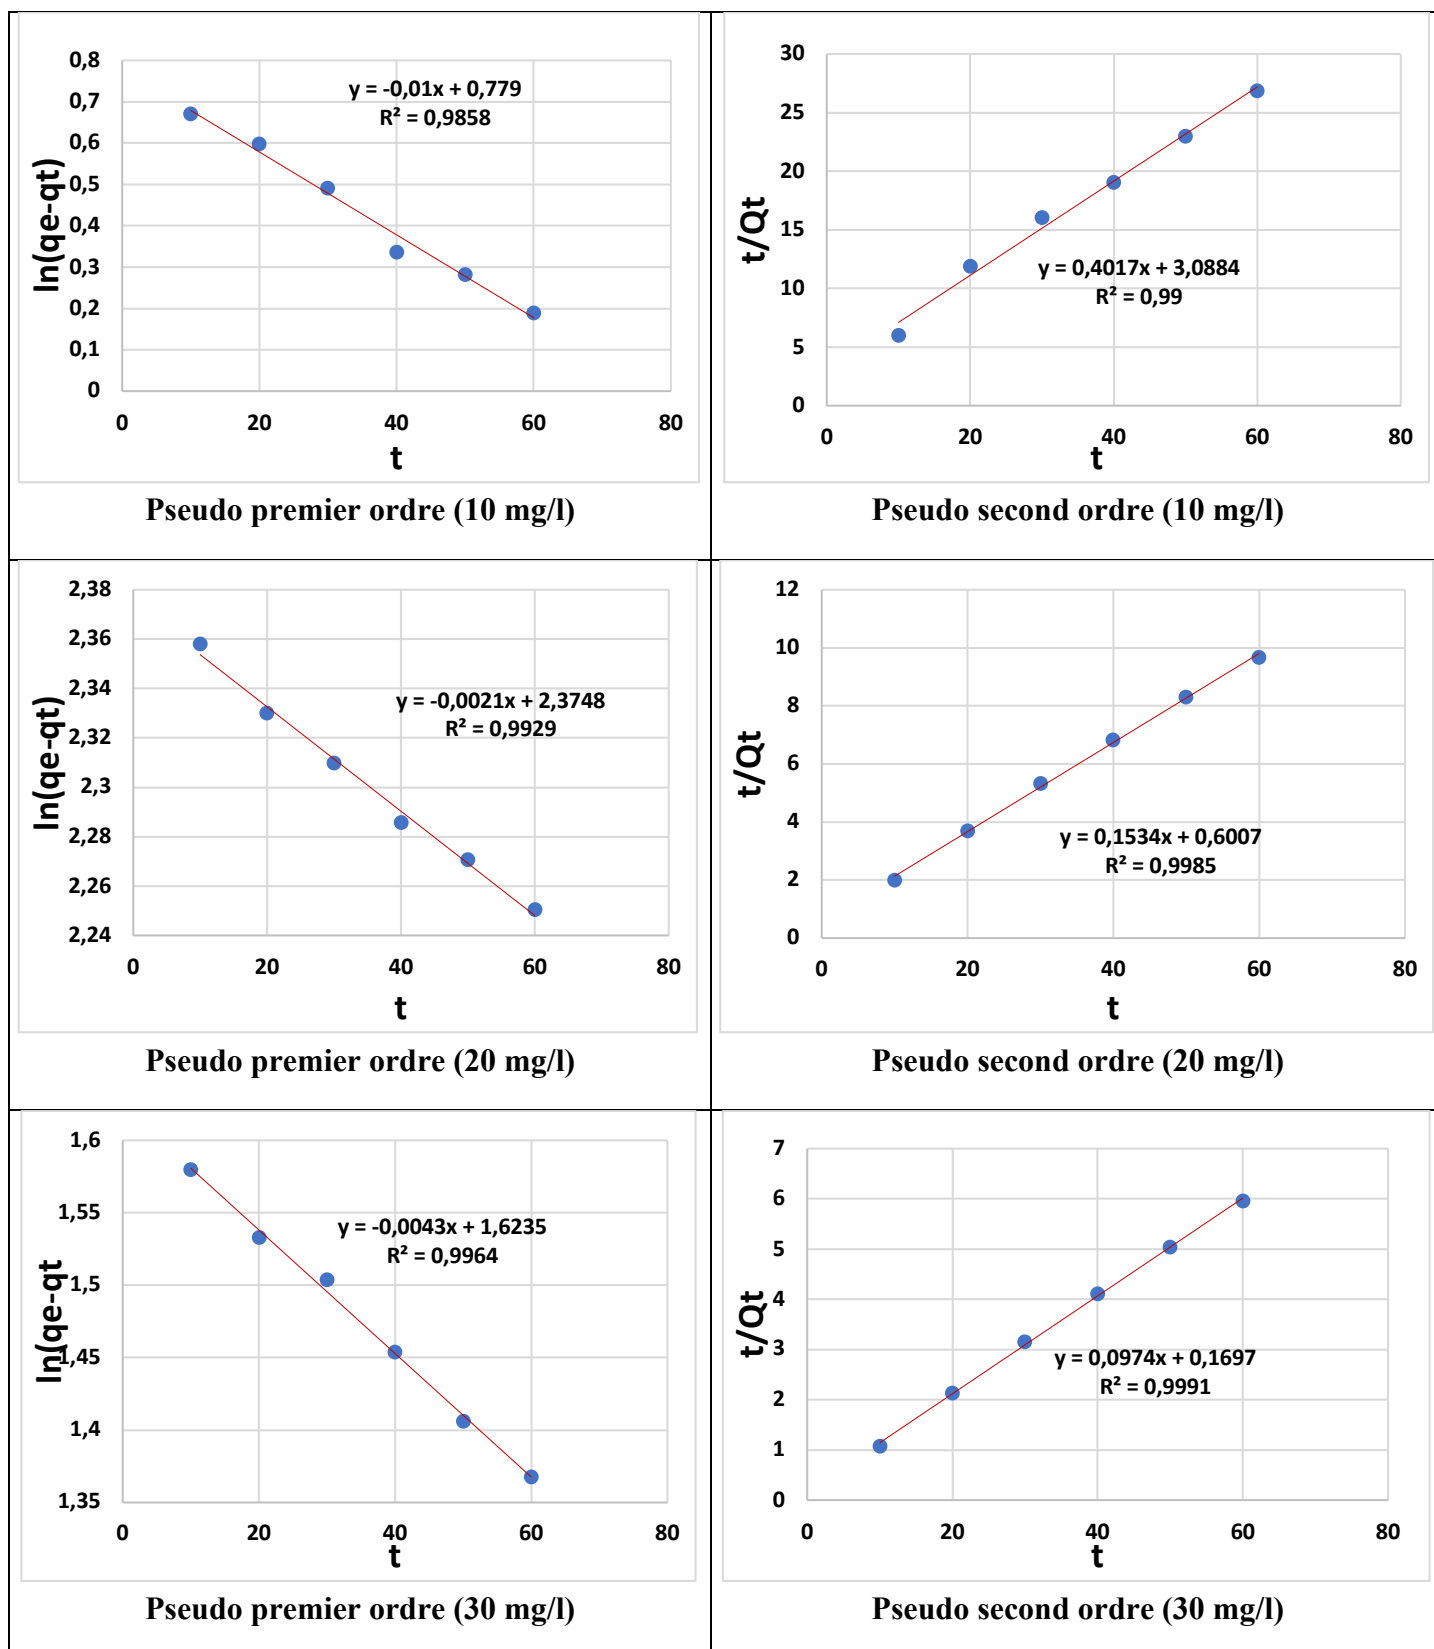 0,8
0,7
0,6
0,5
0,4
0,3
0,2
0,1
0
ln(qe-qt)
y = -0,01x + 0,779
R² = 0,9858
0 20 40 60 80
t
Pseudo premier ordre (10 mg/l)
30
25
20
15
10
5
0
t/Qt
y = 0,4017x + 3,0884
R² = 0,99
0 20 40 60 80
t
Pseudo second ordre (10 mg/l)
2,38
2,36
2,34
2,32
2,3
2,28
2,26
2,24
ln(qe-qt)
y = -0,0021x + 2,3748
R² = 0,9929
0 20 40 60 80
t
Pseudo premier ordre (20 mg/l)
12
10
8
6
4
2
0
t/Qt
y = 0,1534x + 0,6007
R² = 0,9985
0 20 40 60 80
t
Pseudo second ordre (20 mg/l)
1,6
1,55
1,5
1,45
1,4
1,35
ln(qe-qt
y = -0,0043x + 1,6235
R² = 0,9964
0 20 40 60 80
t
Pseudo premier ordre (30 mg/l)
7
6
5
4
3
2
1
0
t/Qt
y = 0,0974x + 0,1697
R² = 0,9991
0 20 40 60 80
t
Pseudo second ordre (30 mg/l)